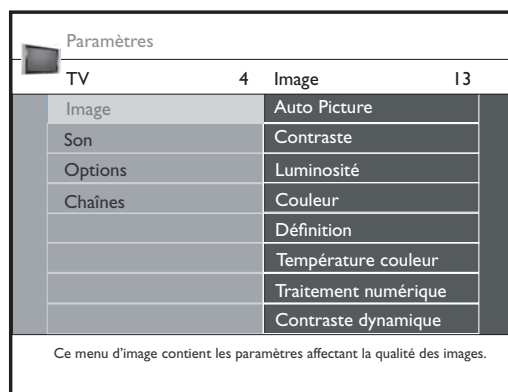 Paramètres
TV 4 Image 13
Image Auto Picture
Son Contraste
Options Luminosité
Chaînes Couleur
Définition
Température couleur
Traitement numérique
Contraste dynamique
Ce menu d'image contient les paramètres affectant la qualité des images.